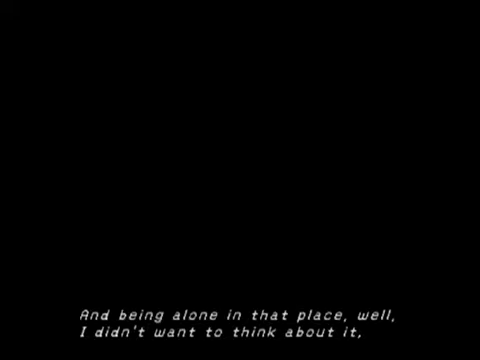 And being alone in that place, well,
I didn't want to think about it,